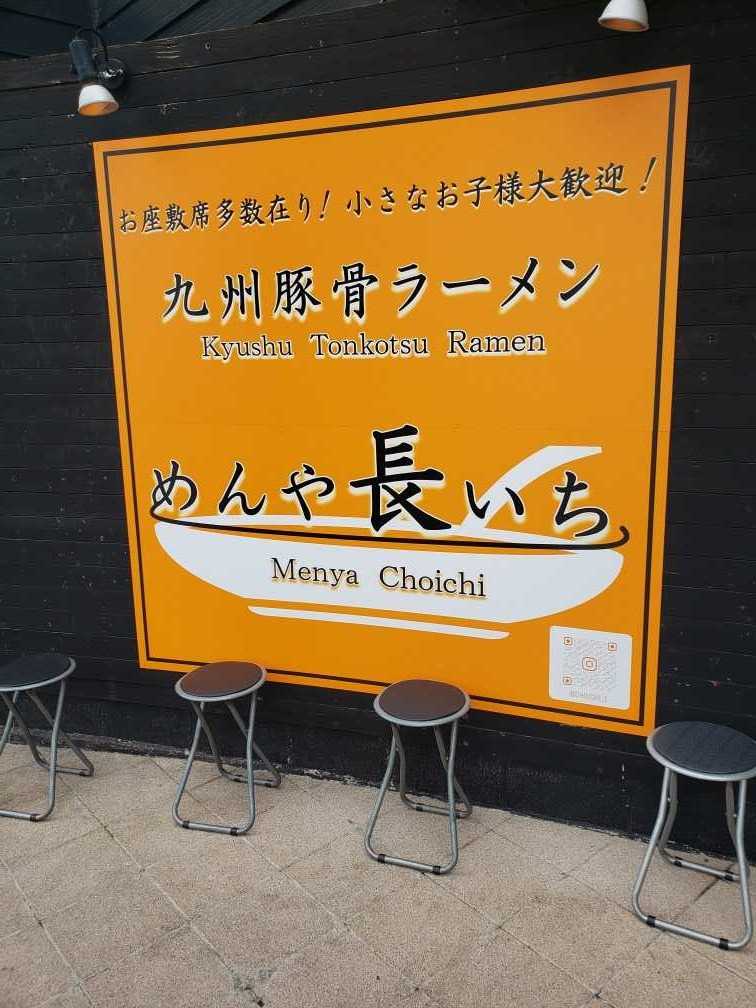 お座敷席多数在り！小さなお子様大歓迎！
九州豚骨ラーメン
Kyushu Tonkotsu Ramen
めんや長いち
Menya Choichi